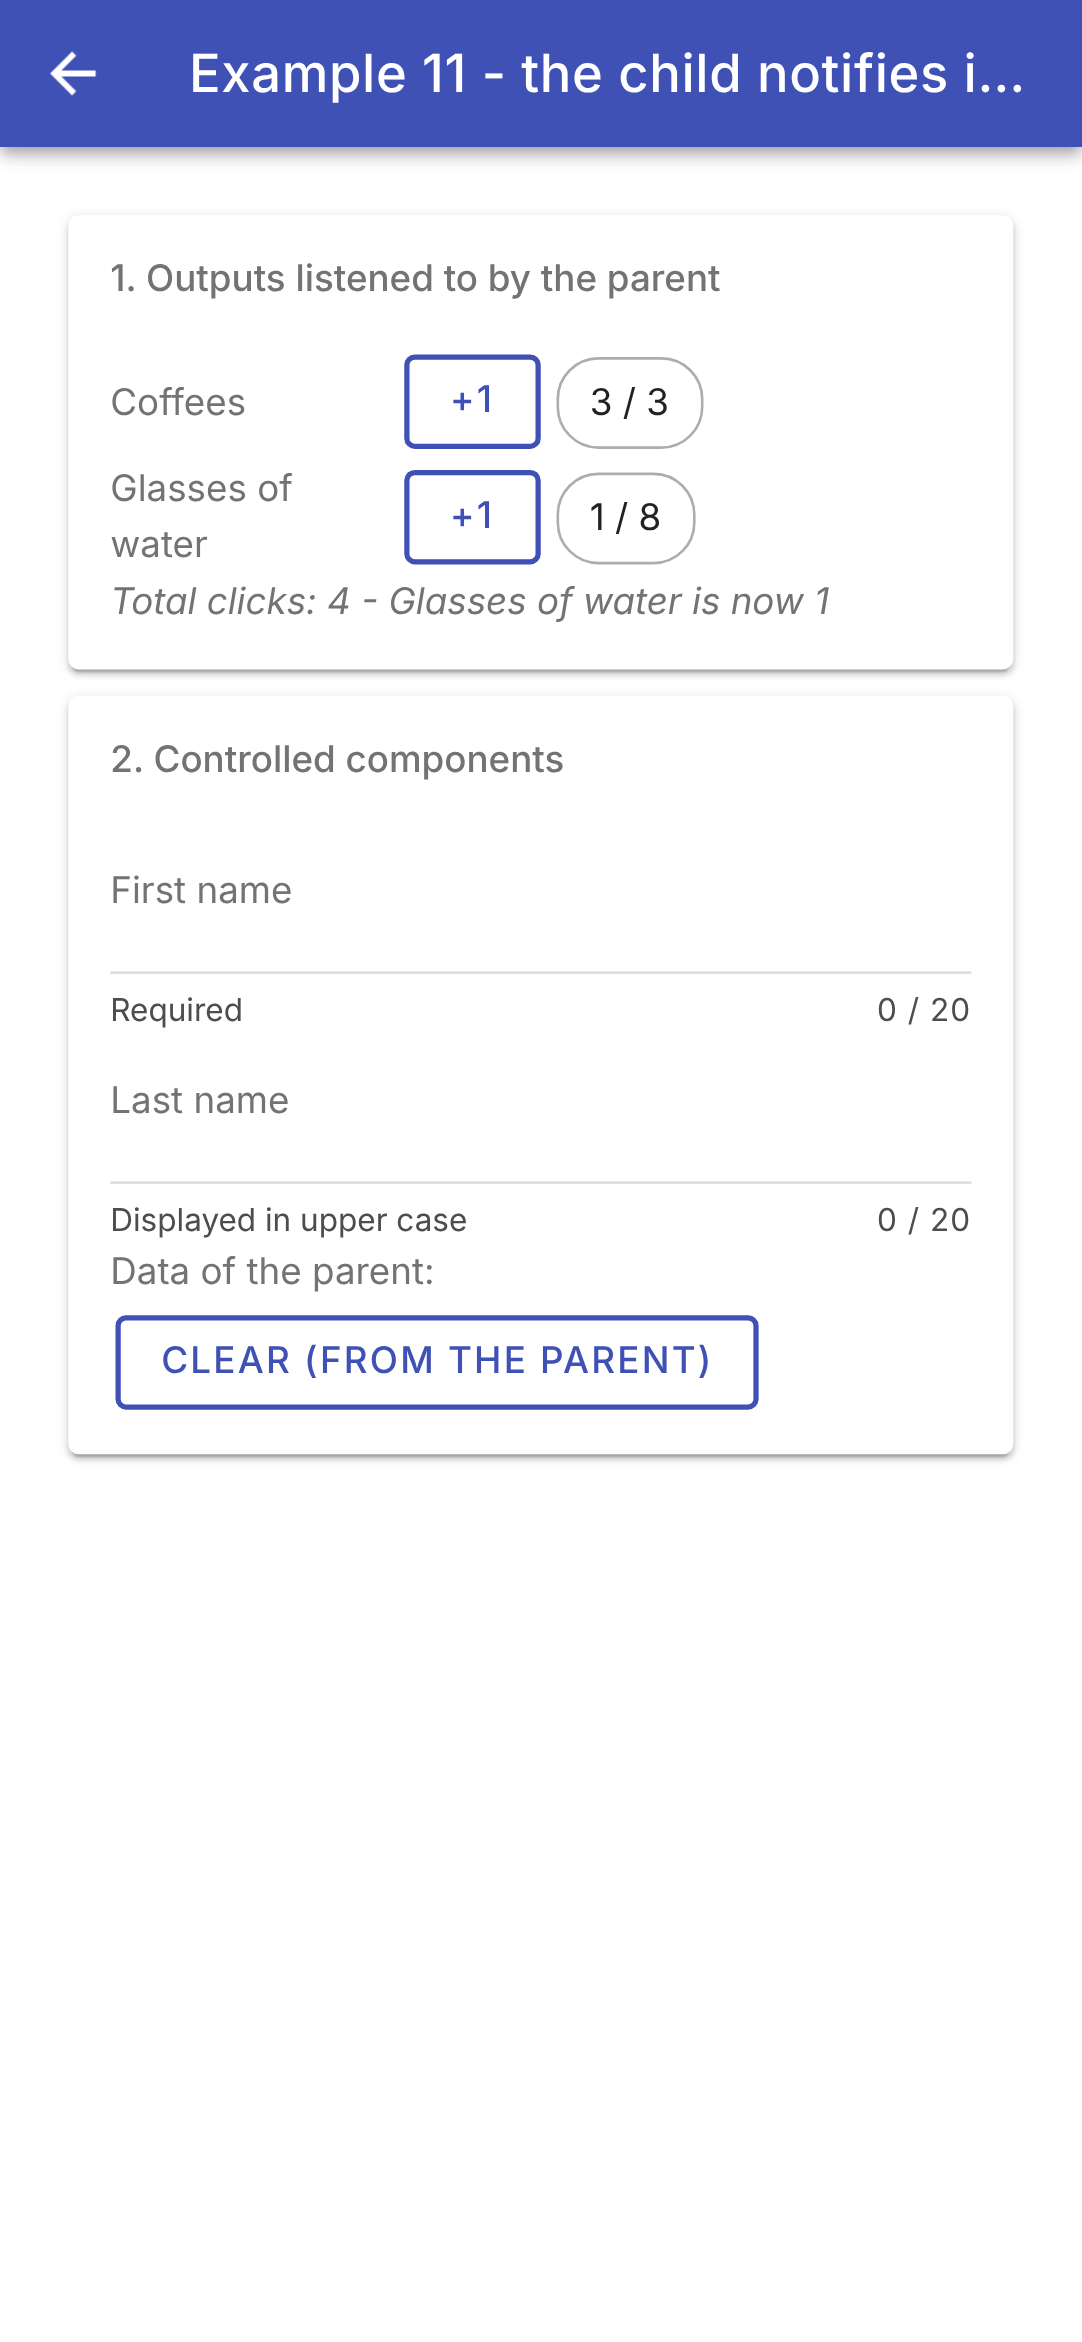 Example 11 - the child notifies i...
1. Outputs listened to by the parent
Coffees
+1
3 / 3
Glasses of
water
+1
1 / 8
Total clicks: 4 - Glasses of water is now 1
2. Controlled components
First name
Required
0 / 20
Last name
Displayed in upper case
0 / 20
Data of the parent:
CLEAR (FROM THE PARENT)